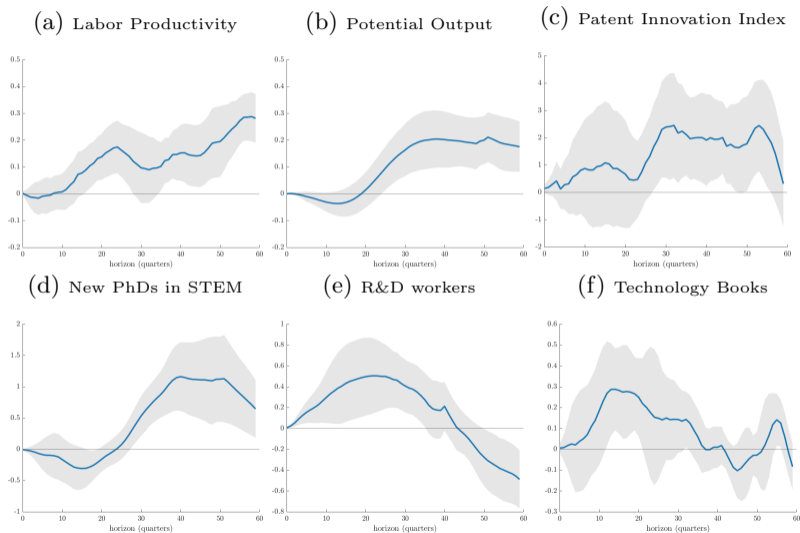 (a) Labor Productivity
(b) Potential Output
(c) Patent Innovation Index
0.5
0.4
0.3
0.2
0.1
0
-0.1
-0.2
0 10 20 30 40 50 60
horizon (quarters)
0.5
0.4
0.3
0.2
0.1
0
-0.1
-0.2
0 10 20 30 40 50 60
horizon (quarters)
5
4
3
2
1
0
-1
-2
0 10 20 30 40 50 60
horizon (quarters)
(d) New PhDs in STEM
(e) R&D workers
(f) Technology Books
2
1.5
1
0.5
0
-0.5
-1
0 10 20 30 40 50 60
horizon (quarters)
1
0.8
0.6
0.4
0.2
0
-0.2
-0.4
-0.6
-0.8
0 10 20 30 40 50 60
horizon (quarters)
0.6
0.5
0.4
0.3
0.2
0.1
0
-0.1
-0.2
-0.3
0 10 20 30 40 50 60
horizon (quarters)